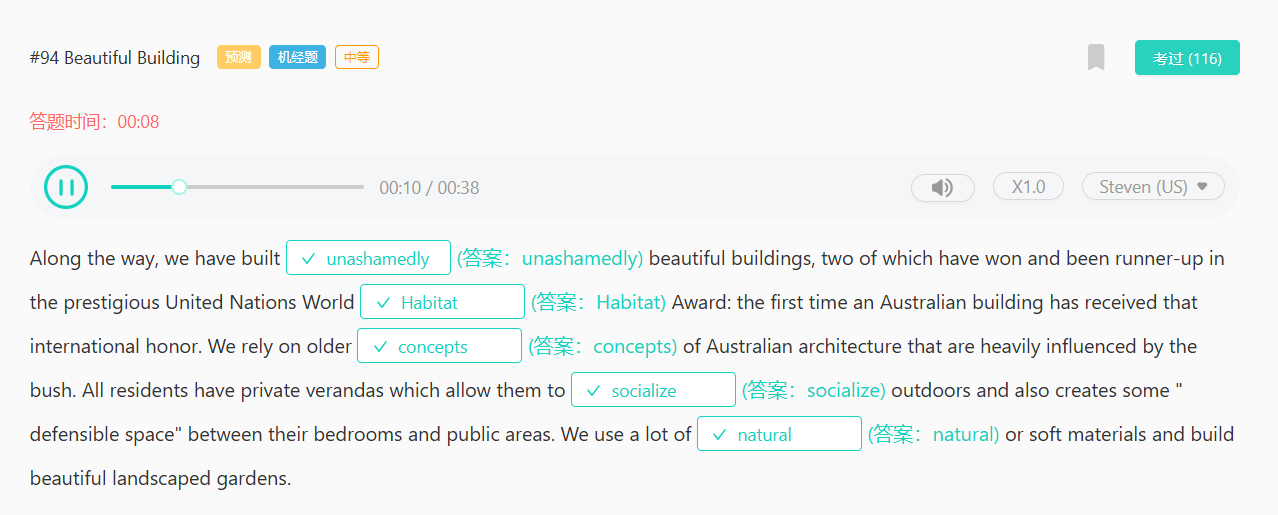 #94 Beautiful Building 预测 机经题 中等 考过 (116)
答题时间：00:08
00:10 / 00:38 X1.0 Steven (US)
Along the way, we have built unashamedly (答案：unashamedly) beautiful buildings, two of which have won and been runner-up in
the prestigious United Nations World Habitat (答案：Habitat) Award: the first time an Australian building has received that
international honor. We rely on older concepts (答案：concepts) of Australian architecture that are heavily influenced by the
bush. All residents have private verandas which allow them to socialize (答案：socialize) outdoors and also creates some "
defensible space" between their bedrooms and public areas. We use a lot of natural (答案：natural) or soft materials and build
beautiful landscaped gardens.